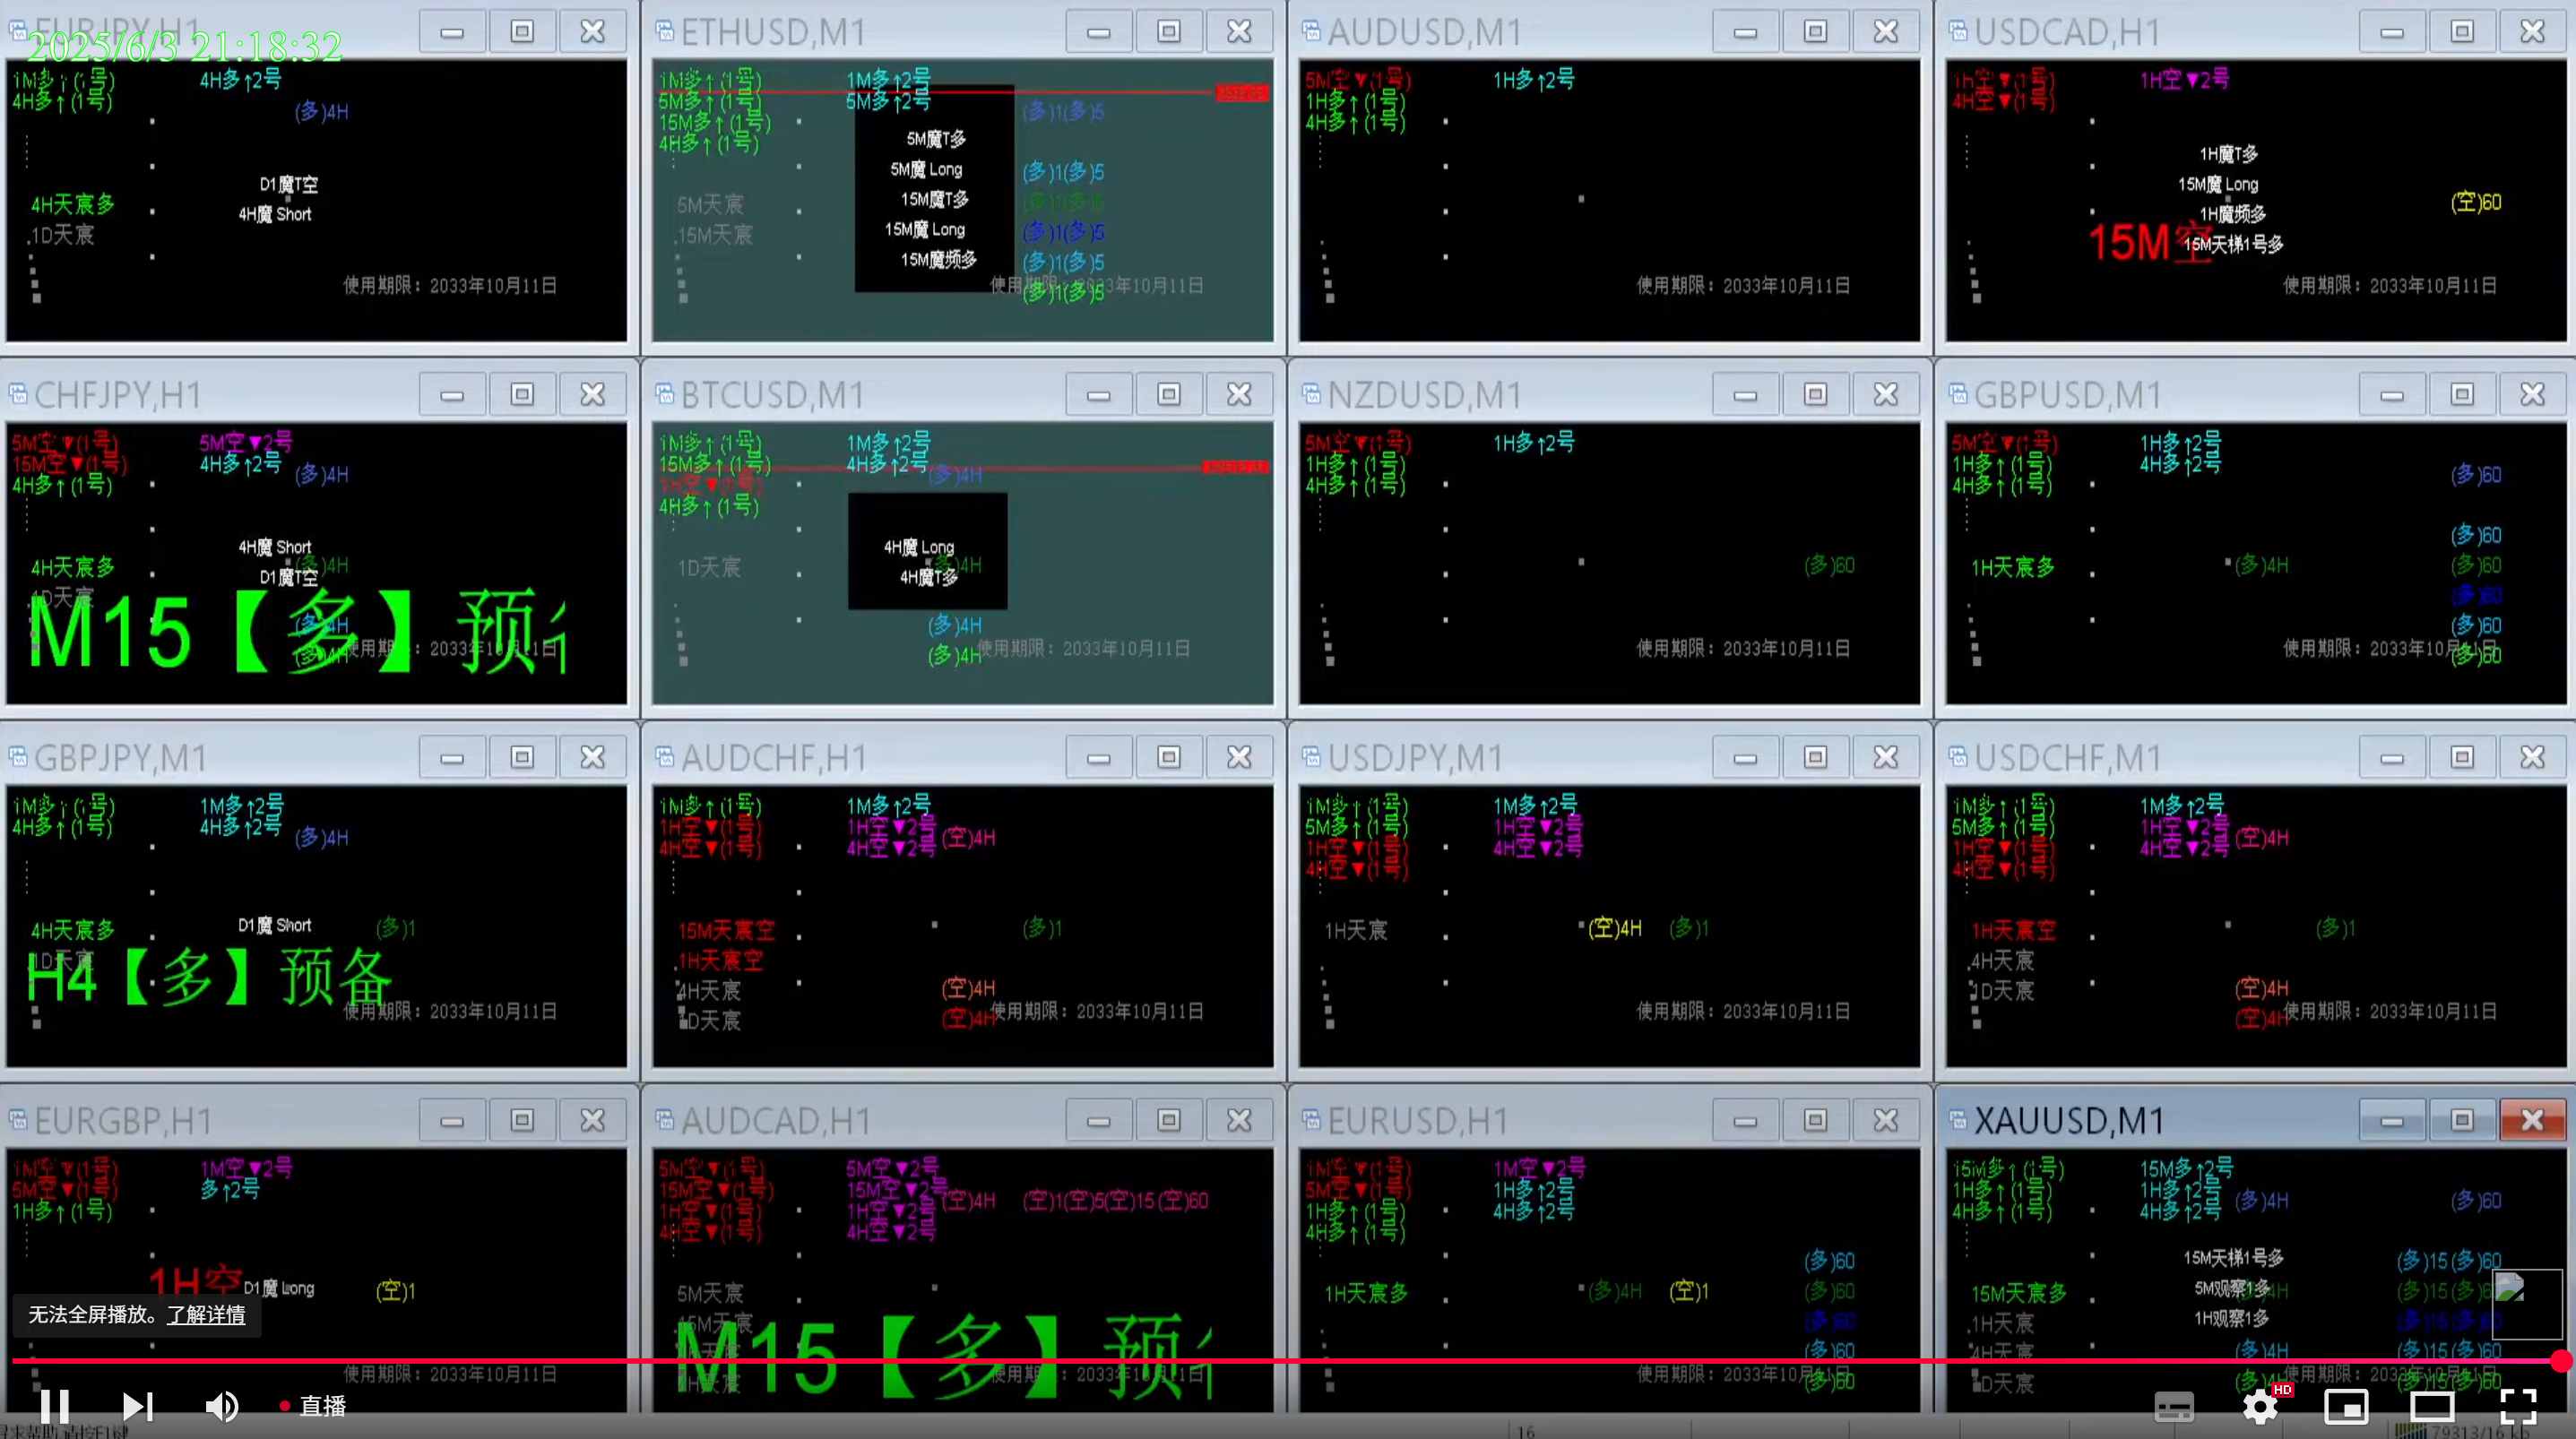 2025/6/3 21:18:32
EURJPY,H1
1M多↑(1号)
4H多↑(1号)
4H多↑2号
(多)4H
D1魔T空
4H魔 Short
4H天宸多
1D天宸
使用期限：2033年10月11日
ETHUSD,M1
1M多↑(1号)
5M多↑(1号)
15M多↑(1号)
4H多↑(1号)
1M多↑2号
5M多↑2号
(多)1(多)5
5M魔T多
5M魔 Long
15M魔T多
15M魔 Long
15M魔频多
(多)1(多)5
(多)1(多)5
(多)1(多)5
(多)1(多)5
(多)1(多)5
5M天宸
15M天宸
使用期限：2033年10月11日
AUDUSD,M1
5M空▼(1号)
1H多↑(1号)
4H多↑(1号)
1H多↑2号
使用期限：2033年10月11日
USDCAD,H1
1H空▼(1号)
4H空▼(1号)
1H空▼2号
1H魔T多
15M魔 Long
1H魔频多
15M天梯1号多
15M空
(空)60
使用期限：2033年10月11日
CHFJPY,H1
5M空▼(1号)
15M空▼(1号)
4H多↑(1号)
5M空▼2号
4H多↑2号
(多)4H
4H魔 Short
(多)4H
D1魔T空
4H天宸多
1D天宸
M15【多】预
(多)4H
(多)4H
使用期限：2033年10月11日
BTCUSD,M1
1M多↑(1号)
15M多↑(1号)
1H空▼(1号)
4H多↑(1号)
1M多↑2号
4H多↑2号
(多)4H
4H魔 Long
(多)4H
4H魔T多
1D天宸
(多)4H
(多)4H
使用期限：2033年10月11日
NZDUSD,M1
5M空▼(1号)
1H多↑(1号)
4H多↑(1号)
1H多↑2号
(多)60
使用期限：2033年10月11日
GBPUSD,M1
5M空▼(1号)
1H多↑(1号)
4H多↑(1号)
1H多↑2号
4H多↑2号
(多)60
(多)60
1H天宸多
(多)4H
(多)60
(多)60
(多)60
(多)60
使用期限：2033年10月11日
GBPJPY,M1
1M多↑(1号)
4H多↑(1号)
1M多↑2号
4H多↑2号
(多)4H
D1魔 Short
(多)1
4H天宸多
1D天宸
H4【多】预备
使用期限：2033年10月11日
AUDCHF,H1
1M多↑(1号)
1H空▼(1号)
4H空▼(1号)
1M多↑2号
1H空▼2号
4H空▼2号
(空)4H
(多)1
15M天宸空
1H天宸空
4H天宸
1D天宸
(空)4H
(空)4H
使用期限：2033年10月11日
USDJPY,M1
1M多↑(1号)
5M多↑(1号)
1H空▼(1号)
4H空▼(1号)
1M多↑2号
1H空▼2号
4H空▼2号
1H天宸
(空)4H
(多)1
使用期限：2033年10月11日
USDCHF,M1
1M多↑(1号)
5M多↑(1号)
1H空▼(1号)
4H空▼(1号)
1M多↑2号
1H空▼2号
4H空▼2号
(空)4H
(多)1
1H天宸空
4H天宸
1D天宸
(空)4H
(空)4H
使用期限：2033年10月11日
EURGBP,H1
1M空▼(1号)
5M空▼(1号)
1H多↑(1号)
1M空▼2号
多↑2号
1H空
D1魔 Long
(空)1
使用期限：2033年10月11日
AUDCAD,H1
5M空▼(1号)
15M空▼(1号)
1H空▼(1号)
4H空▼(1号)
5M空▼2号
15M空▼2号
1H空▼2号
4H空▼2号
(空)4H
(空)1(空)5(空)15(空)60
5M天宸
15M天宸
M15【多】预
使用期限：2033年10月11日
EURUSD,H1
1M空▼(1号)
5M空▼(1号)
1H多↑(1号)
4H多↑(1号)
1M空▼2号
1H多↑2号
4H多↑2号
(多)60
1H天宸多
(多)4H
(空)1
(多)60
(多)60
(多)60
(多)60
使用期限：2033年10月11日
XAUUSD,M1
15M多↑(1号)
1H多↑(1号)
4H多↑(1号)
15M多↑2号
1H多↑2号
4H多↑2号
(多)4H
(多)60
15M天梯1号多
5M观察1多
1H观察1多
(多)15(多)60
(多)15(多)6
(多)15(多)60
(多)15(多)60
(多)15(多)60
15M天宸多
1H天宸
4H天宸
1D天宸
(多)4H
使用期限：2033年10月11日
无法全屏播放。了解详情
直播
HD
16
79313/16 kb